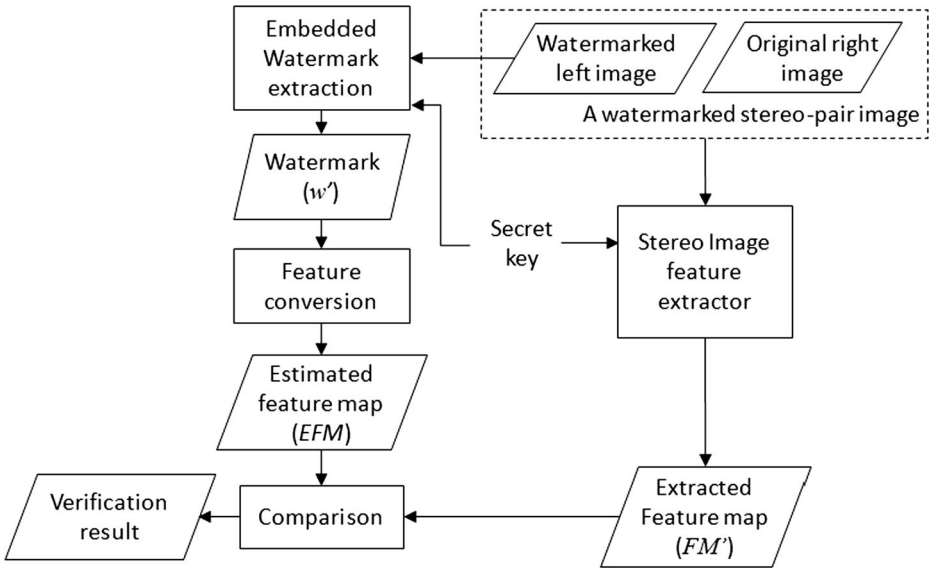 Embedded
Watermark
extraction
Watermarked
left image
Original right
image
A watermarked stereo-pair image
Watermark
(w′)
Secret
key
Stereo Image
feature
extractor
Feature
conversion
Estimated
feature map
(EFM)
Verification
result
Comparison
Extracted
Feature map
(FM’)